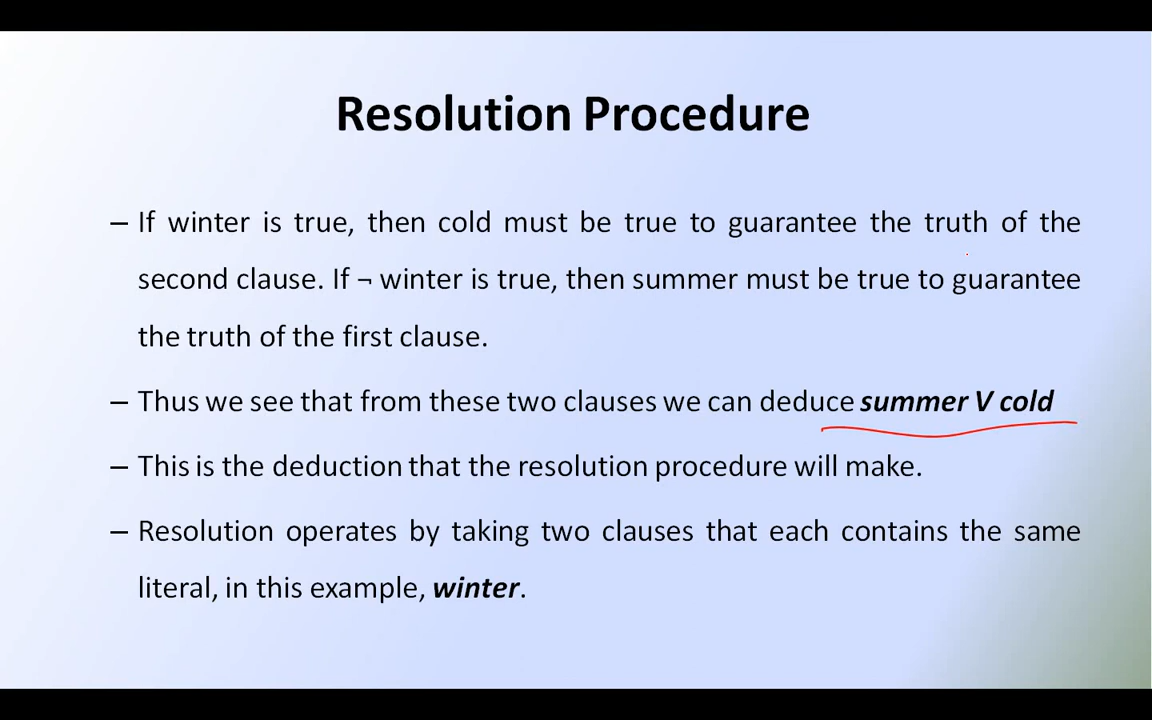 Resolution Procedure
– If winter is true, then cold must be true to guarantee the truth of the
second clause. If ¬ winter is true, then summer must be true to guarantee
the truth of the first clause.
– Thus we see that from these two clauses we can deduce summer V cold
– This is the deduction that the resolution procedure will make.
– Resolution operates by taking two clauses that each contains the same
literal, in this example, winter.